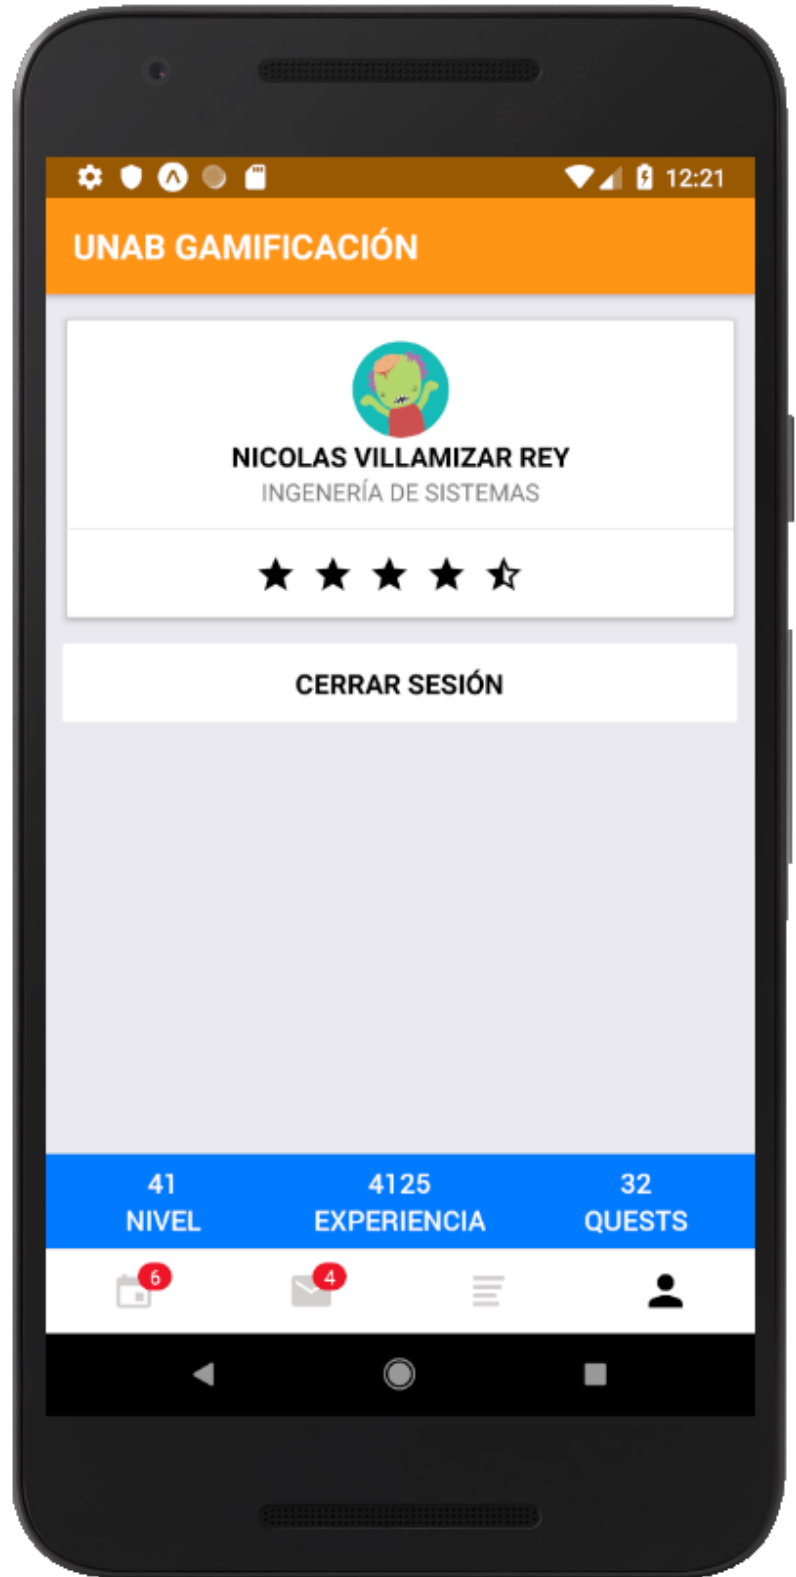 12:21
UNAB GAMIFICACIÓN
NICOLAS VILLAMIZAR REY
INGENERÍA DE SISTEMAS
CERRAR SESIÓN
41 4125 32
NIVEL EXPERIENCIA QUESTS
6 4